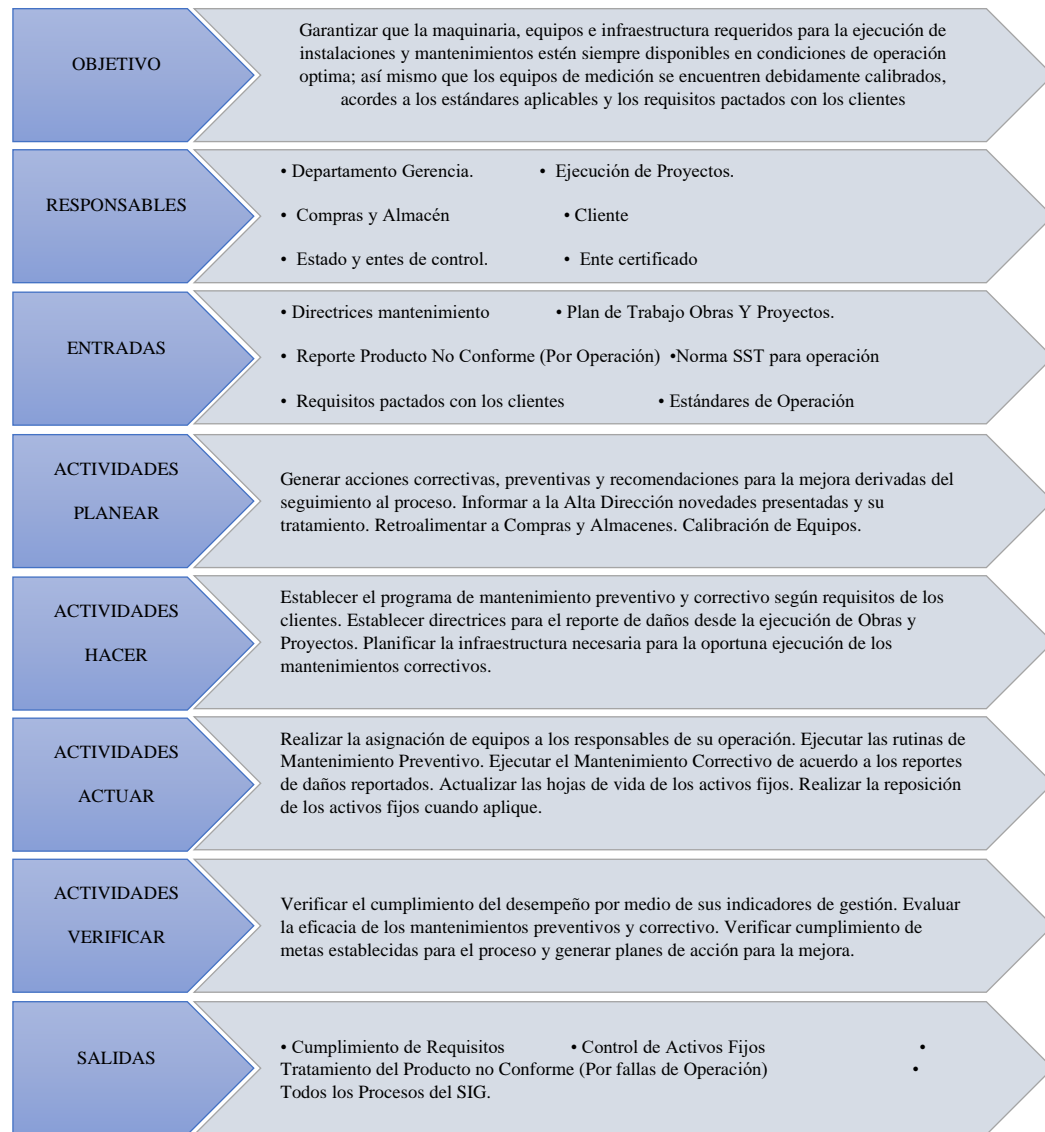 OBJETIVO
Garantizar que la maquinaria, equipos e infraestructura requeridos para la ejecución de
instalaciones y mantenimientos estén siempre disponibles en condiciones de operación
optima; así mismo que los equipos de medición se encuentren debidamente calibrados,
acordes a los estándares aplicables y los requisitos pactados con los clientes
RESPONSABLES
• Departamento Gerencia. • Ejecución de Proyectos.
• Compras y Almacén • Cliente
• Estado y entes de control. • Ente certificado
ENTRADAS
• Directrices mantenimiento • Plan de Trabajo Obras Y Proyectos.
• Reporte Producto No Conforme (Por Operación) •Norma SST para operación
• Requisitos pactados con los clientes • Estándares de Operación
ACTIVIDADES
PLANEAR
Generar acciones correctivas, preventivas y recomendaciones para la mejora derivadas del
seguimiento al proceso. Informar a la Alta Dirección novedades presentadas y su
tratamiento. Retroalimentar a Compras y Almacenes. Calibración de Equipos.
ACTIVIDADES
HACER
Establecer el programa de mantenimiento preventivo y correctivo según requisitos de los
clientes. Establecer directrices para el reporte de daños desde la ejecución de Obras y
Proyectos. Planificar la infraestructura necesaria para la oportuna ejecución de los
mantenimientos correctivos.
ACTIVIDADES
ACTUAR
Realizar la asignación de equipos a los responsables de su operación. Ejecutar las rutinas de
Mantenimiento Preventivo. Ejecutar el Mantenimiento Correctivo de acuerdo a los reportes
de daños reportados. Actualizar las hojas de vida de los activos fijos. Realizar la reposición
de los activos fijos cuando aplique.
ACTIVIDADES
VERIFICAR
Verificar el cumplimiento del desempeño por medio de sus indicadores de gestión. Evaluar
la eficacia de los mantenimientos preventivos y correctivo. Verificar cumplimiento de
metas establecidas para el proceso y generar planes de acción para la mejora.
SALIDAS
• Cumplimiento de Requisitos • Control de Activos Fijos •
Tratamiento del Producto no Conforme (Por fallas de Operación) •
Todos los Procesos del SIG.